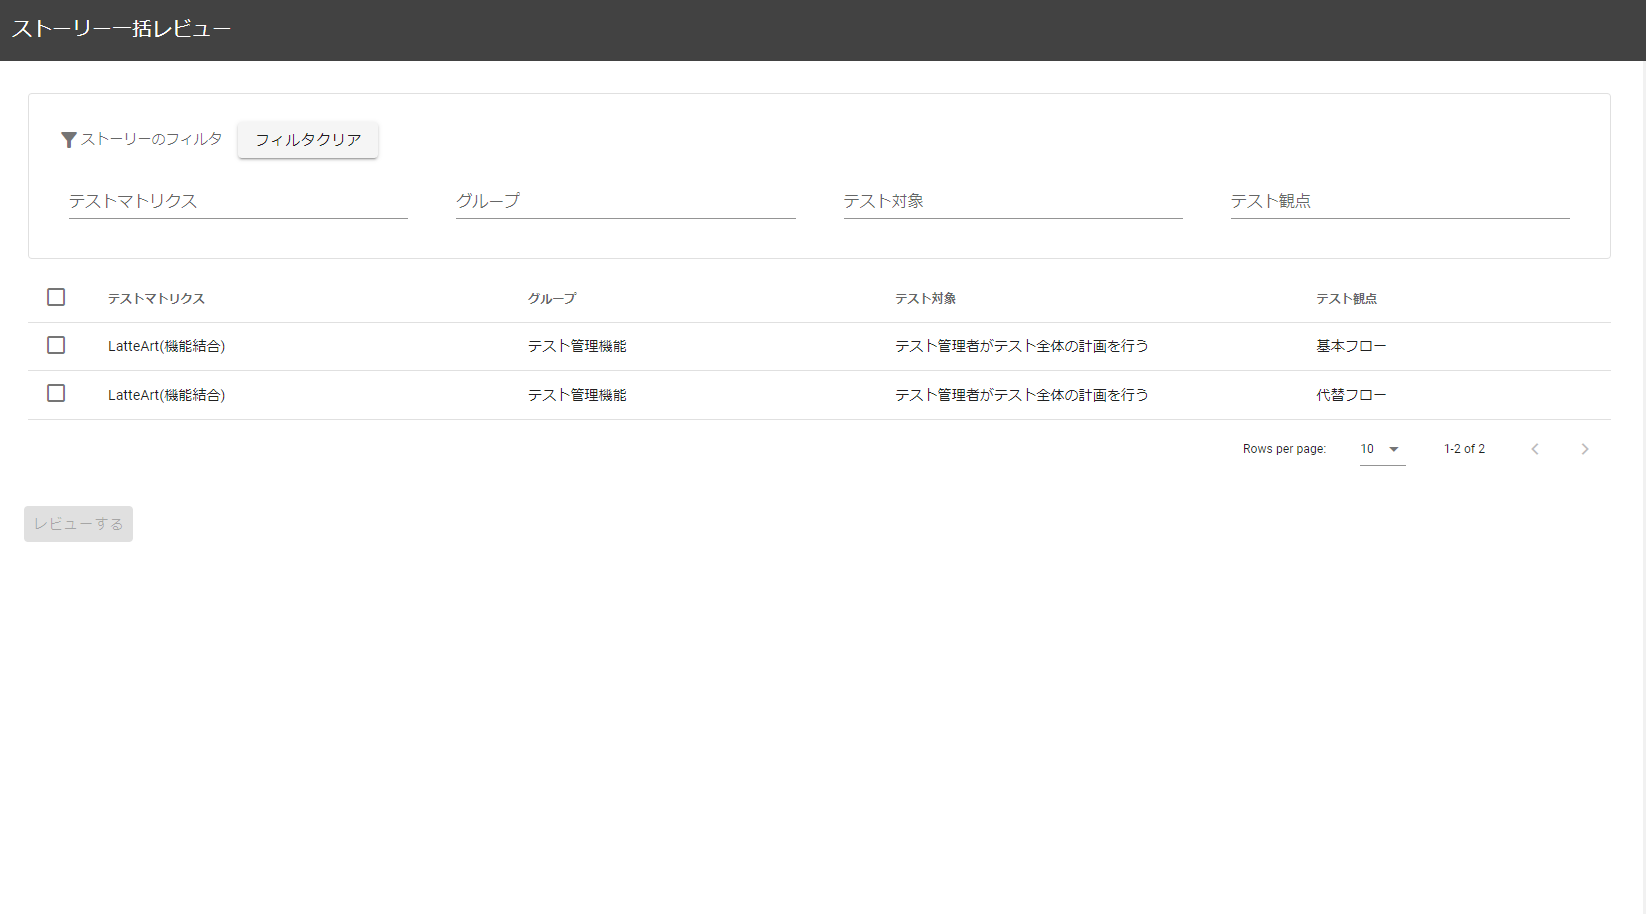 ストーリー一括レビュー
ストーリーのフィルタ フィルタクリア
テストマトリクス グループ テスト対象 テスト観点
テストマトリクス グループ テスト対象 テスト観点
LatteArt(機能結合) テスト管理機能 テスト管理者がテスト全体の計画を行う 基本フロー
LatteArt(機能結合) テスト管理機能 テスト管理者がテスト全体の計画を行う 代替フロー
Rows per page: 10 1-2 of 2
レビューする